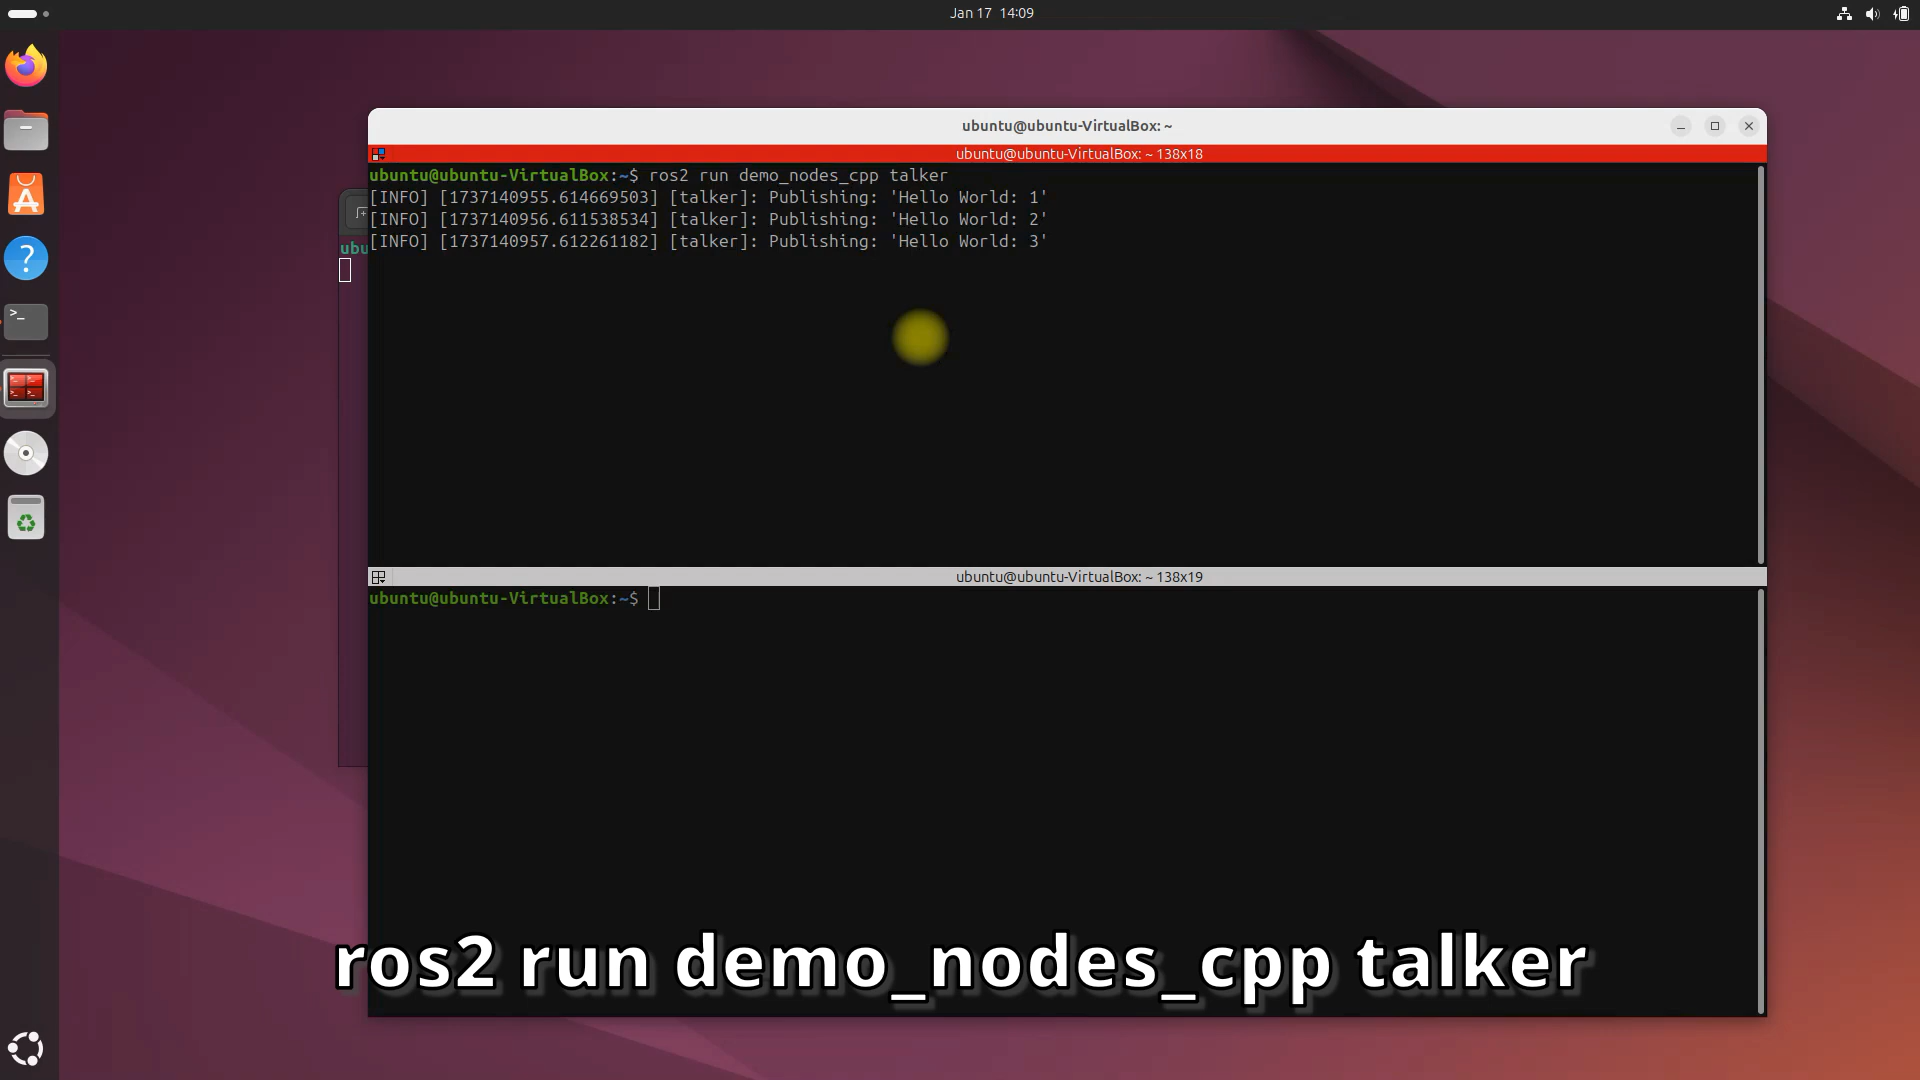 Jan 17 14:09
ubuntu@ubuntu-VirtualBox: ~
ubuntu@ubuntu-VirtualBox: ~ 138x18
ubuntu@ubuntu-VirtualBox:~$ ros2 run demo_nodes_cpp talker
[INFO] [1737140955.614669503] [talker]: Publishing: 'Hello World: 1'
[INFO] [1737140956.611538534] [talker]: Publishing: 'Hello World: 2'
[INFO] [1737140957.612261182] [talker]: Publishing: 'Hello World: 3'
ubu
ubuntu@ubuntu-VirtualBox: ~ 138x19
ubuntu@ubuntu-VirtualBox:~$
ros2 run demo_nodes_cpp talker